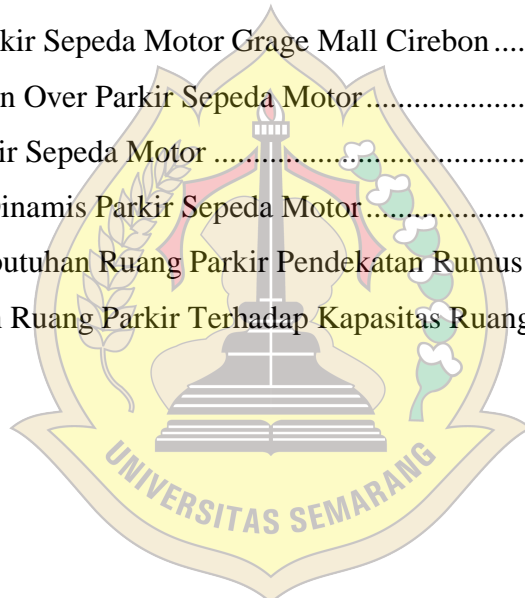 kir Sepeda Motor Grage Mall Cirebon ....
n Over Parkir Sepeda Motor ....................
ir Sepeda Motor .......................................
inamis Parkir Sepeda Motor ....................
butuhan Ruang Parkir Pendekatan Rumus
n Ruang Parkir Terhadap Kapasitas Ruang
UNIVERSITAS SEMARANG